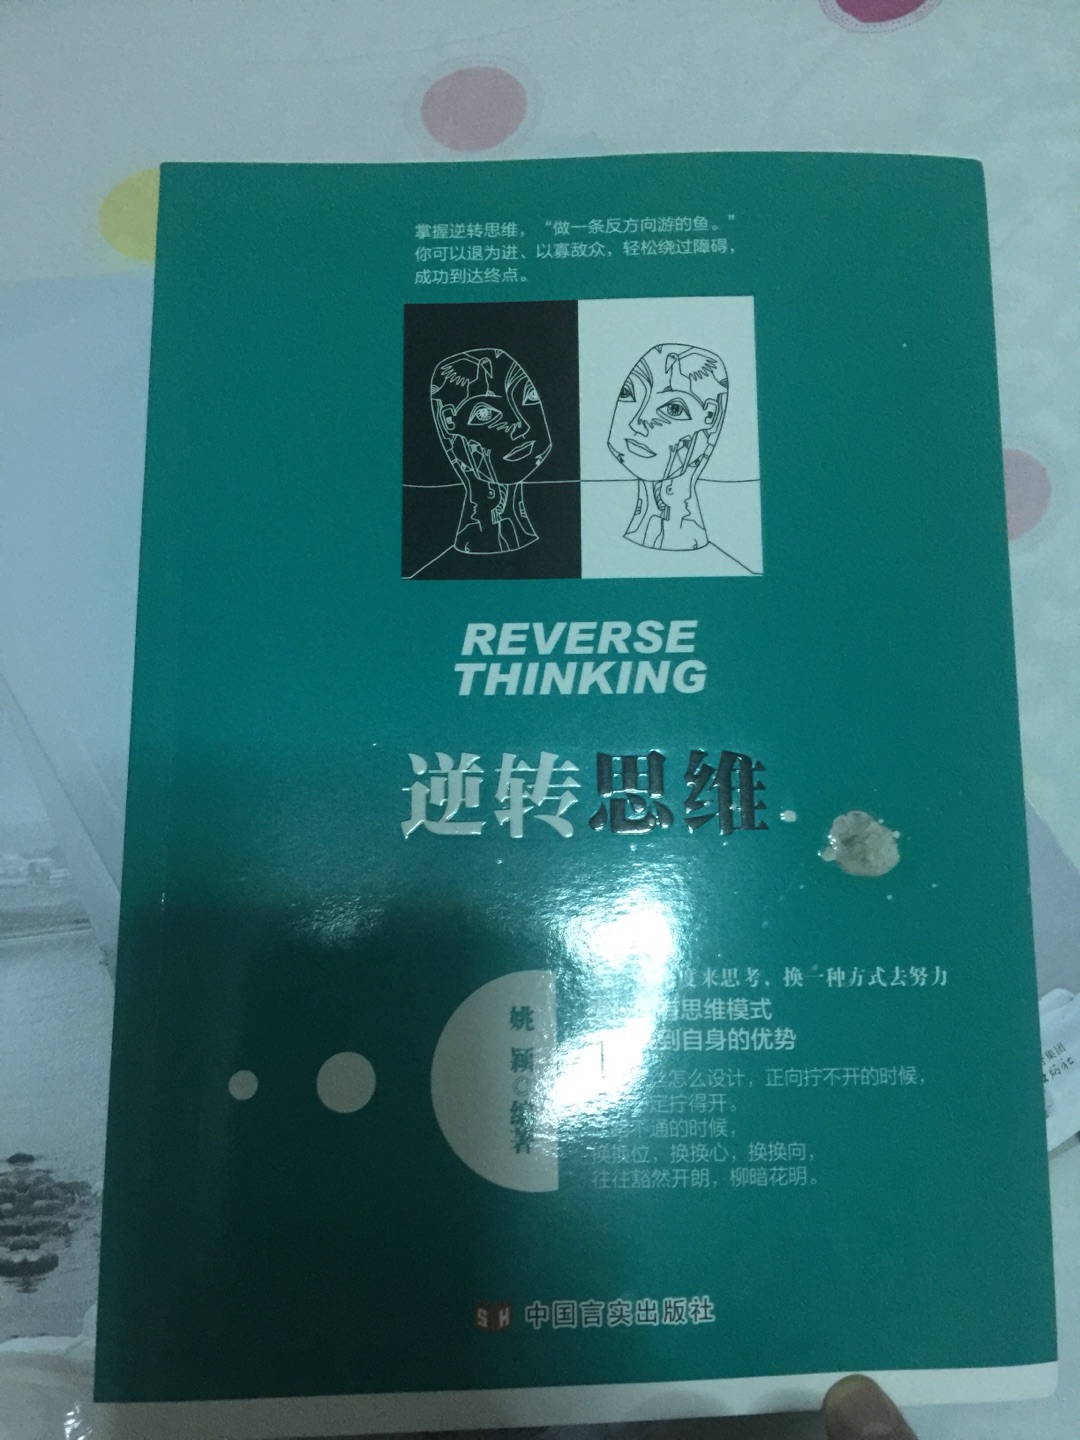 掌握逆转思维，“做一条反方向游的鱼。”
你可以退为进、以寡敌众，轻松绕过障碍，
成功到达终点。
REVERSE
THINKING
逆转思维
度来思考，换一种方式去努力
思维模式
到自身的优势
怎么设计，正向拧不开的时候，
定拧得开。
不通的时候，
换换位，换换心，换换向，
往往豁然开朗，柳暗花明。
姚颖◎编著
SH 中国言实出版社
集团